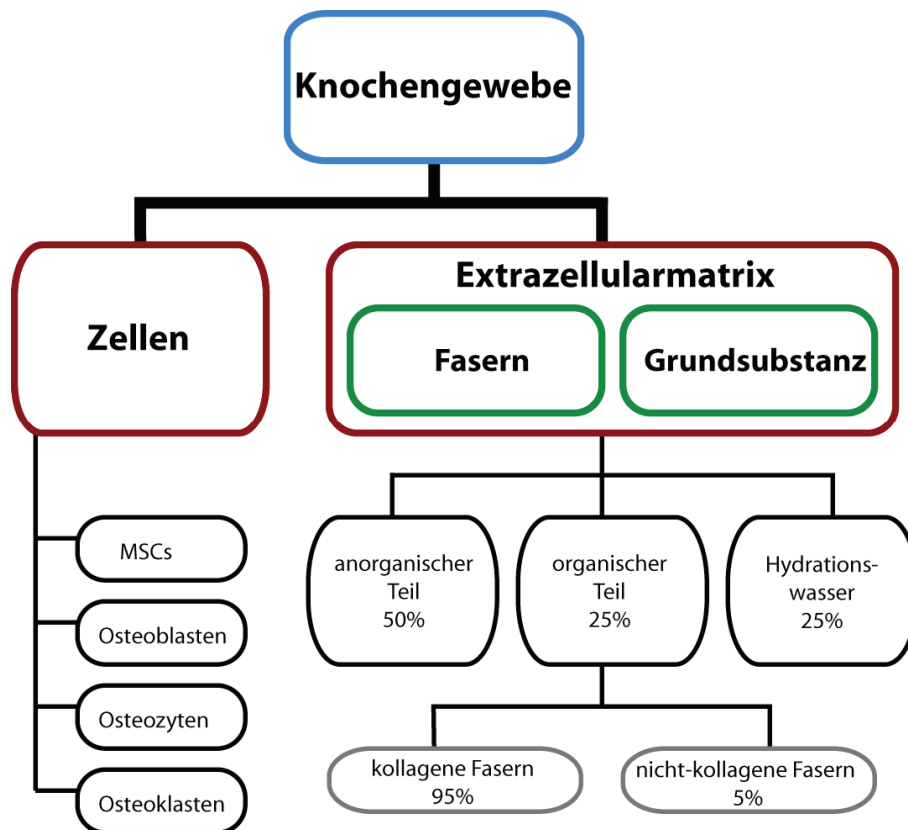 Knochengewebe
Zellen
Extrazellularmatrix
Fasern
Grundsubstanz
MSCs
Osteoblasten
Osteozyten
Osteoklasten
anorganischer
Teil
50%
organischer
Teil
25%
Hydrations-
wasser
25%
kollagene Fasern
95%
nicht-kollagene Fasern
5%